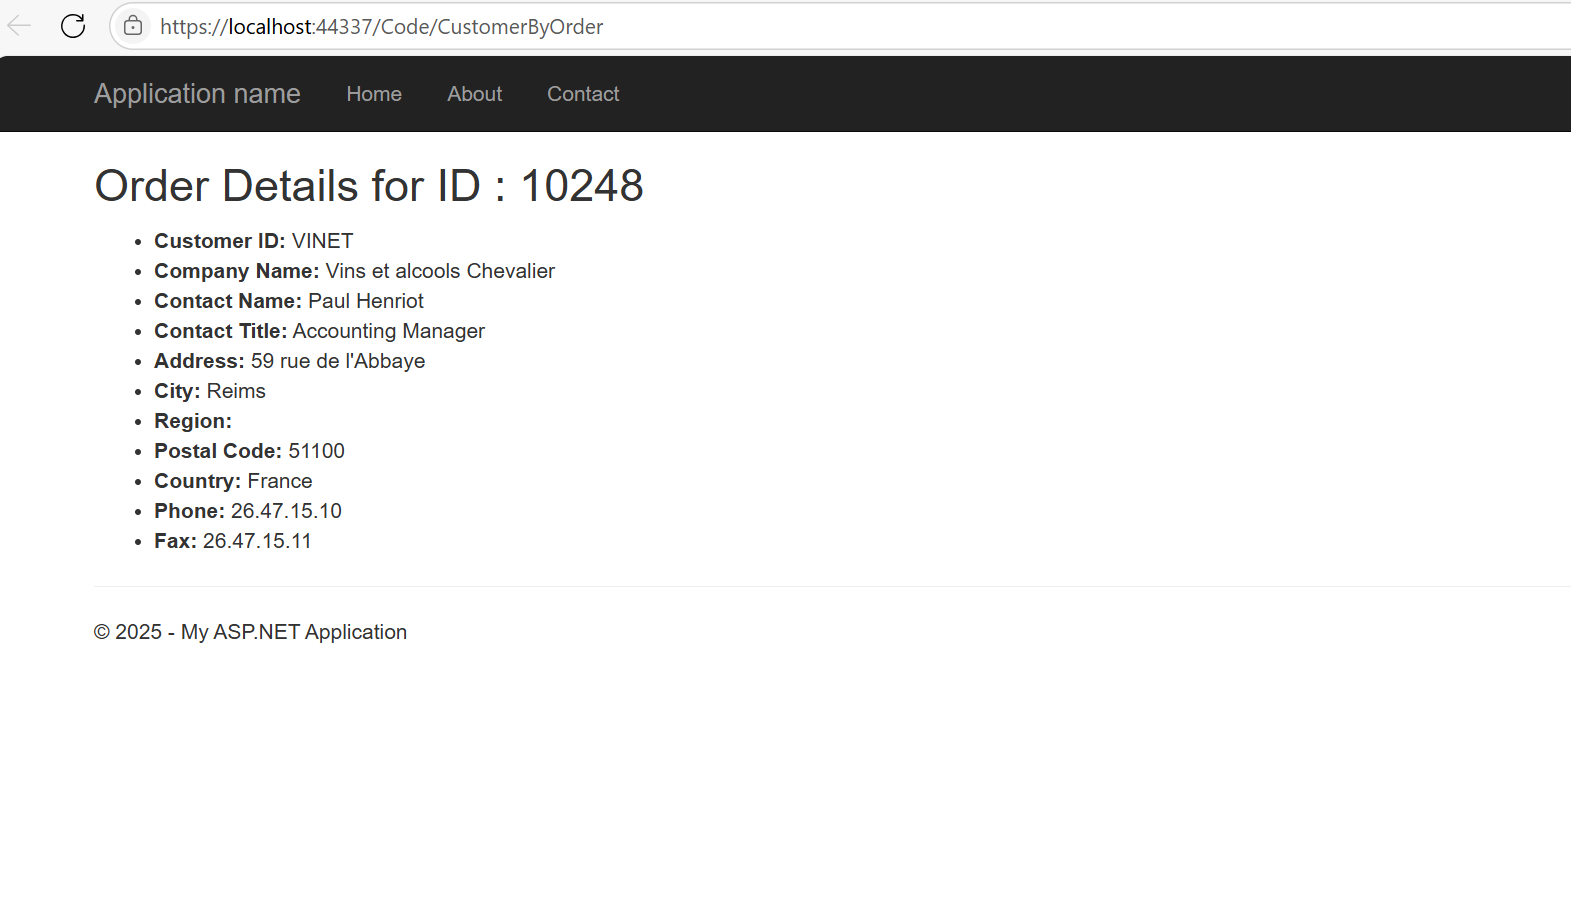 https://localhost:44337/Code/CustomerByOrder
Application name Home About Contact
Order Details for ID : 10248
• Customer ID: VINET
• Company Name: Vins et alcools Chevalier
• Contact Name: Paul Henriot
• Contact Title: Accounting Manager
• Address: 59 rue de l'Abbaye
• City: Reims
• Region:
• Postal Code: 51100
• Country: France
• Phone: 26.47.15.10
• Fax: 26.47.15.11
© 2025 - My ASP.NET Application